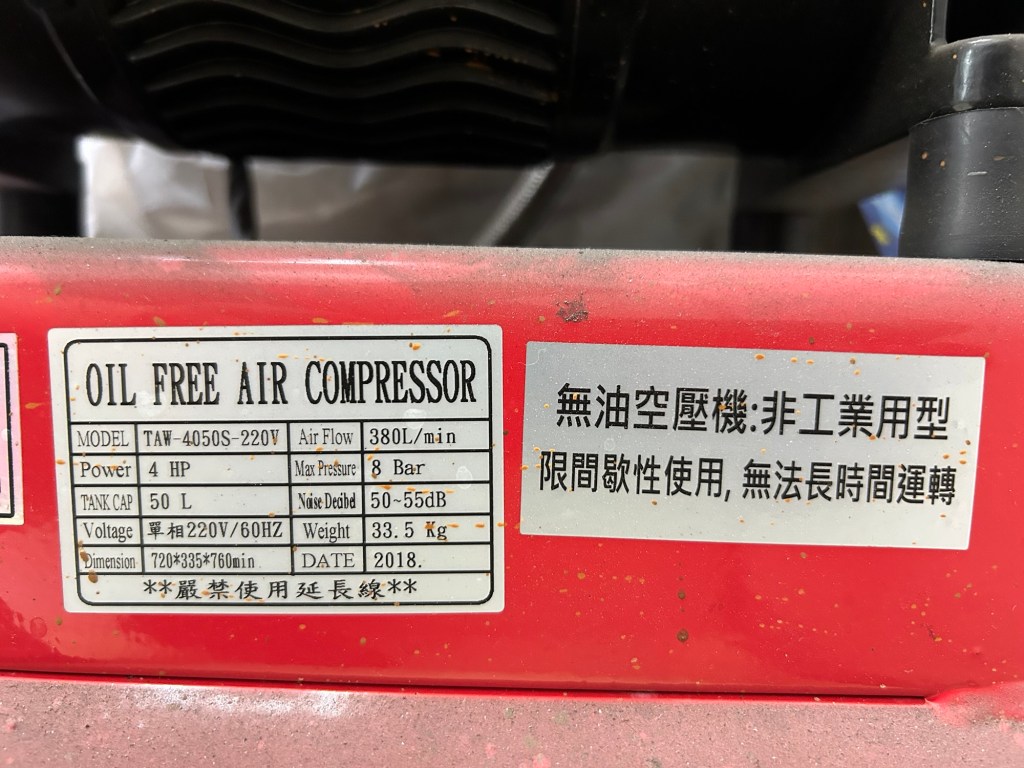 OIL FREE AIR COMPRESSOR
MODEL TAW-4050S-220V Air Flow 380L/min
Power 4 HP Max Pressure 8 Bar
TANK CAP 50 L Noise Decibel 50~55dB
Voltage 單相220V/60HZ Weight 33.5 Kg
Dimension 720*335*760min DATE 2018.
**嚴禁使用延長線**
無油空壓機:非工業用型
限間歇性使用, 無法長時間運轉